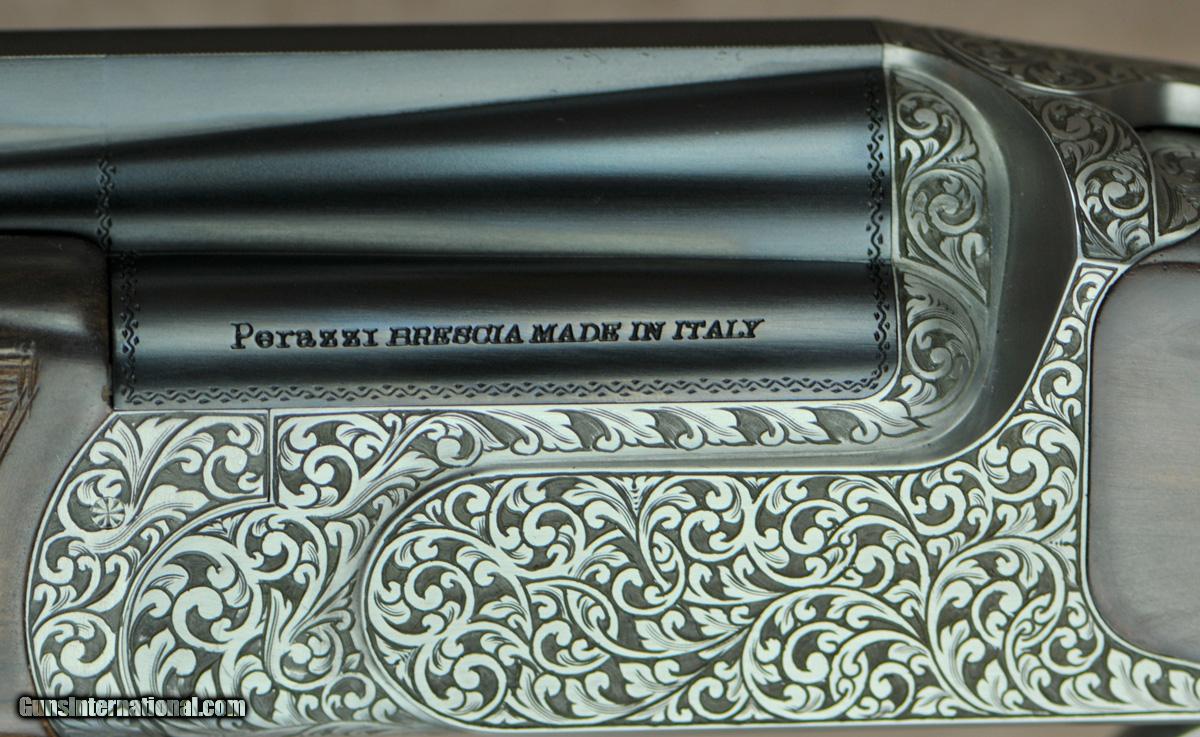 Perazzi BRESCIA MADE IN ITALY
GunsInternational.com